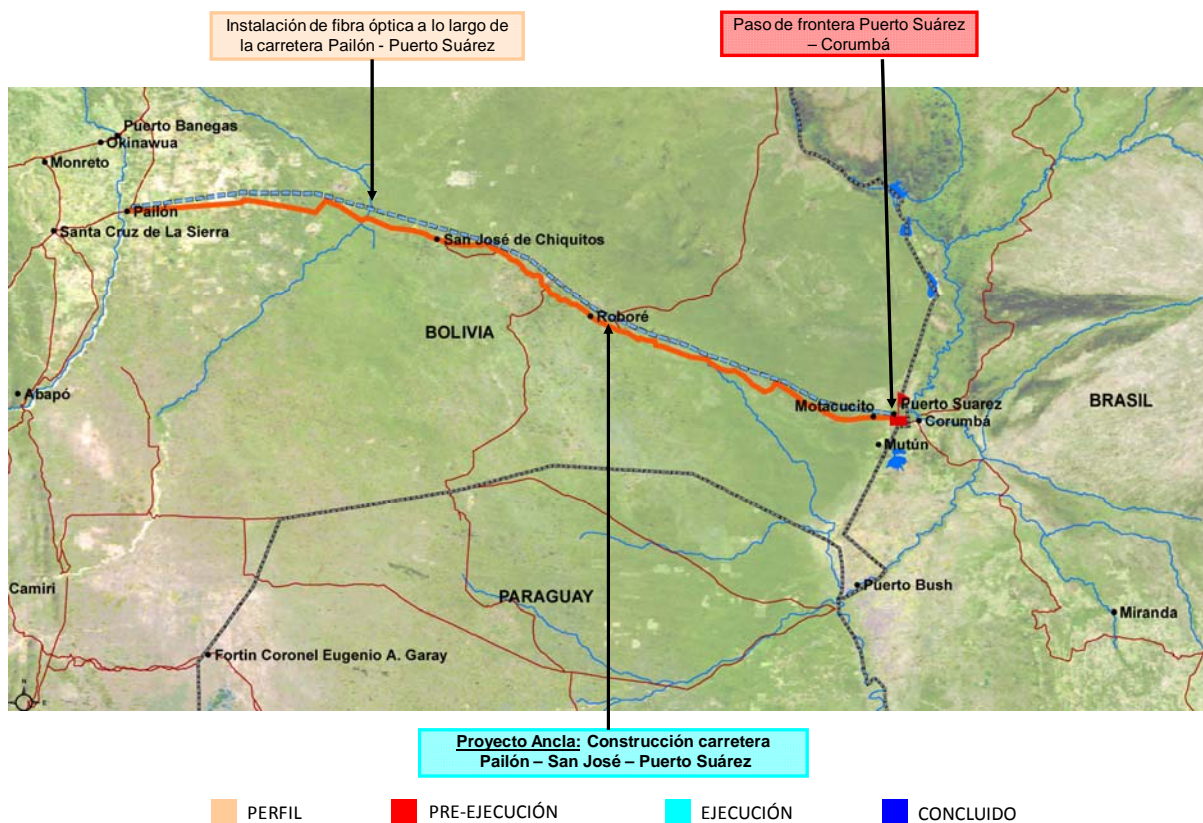 Instalación de fibra óptica a lo largo de
la carretera Pailón - Puerto Suárez
Paso de frontera Puerto Suárez
– Corumbá
Puerto Banegas
Okinawua
Monreto
Pailón
Santa Cruz de La Sierra
San José de Chiquitos
Roboré
BOLIVIA
Abapó
Motacucito
Puerto Suarez
Corumbá
BRASIL
Mutún
Camiri
PARAGUAY
Puerto Bush
Miranda
Fortin Coronel Eugenio A. Garay
N
E
Proyecto Ancla: Construcción carretera
Pailón – San José – Puerto Suárez
PERFIL
PRE-EJECUCIÓN
EJECUCIÓN
CONCLUIDO